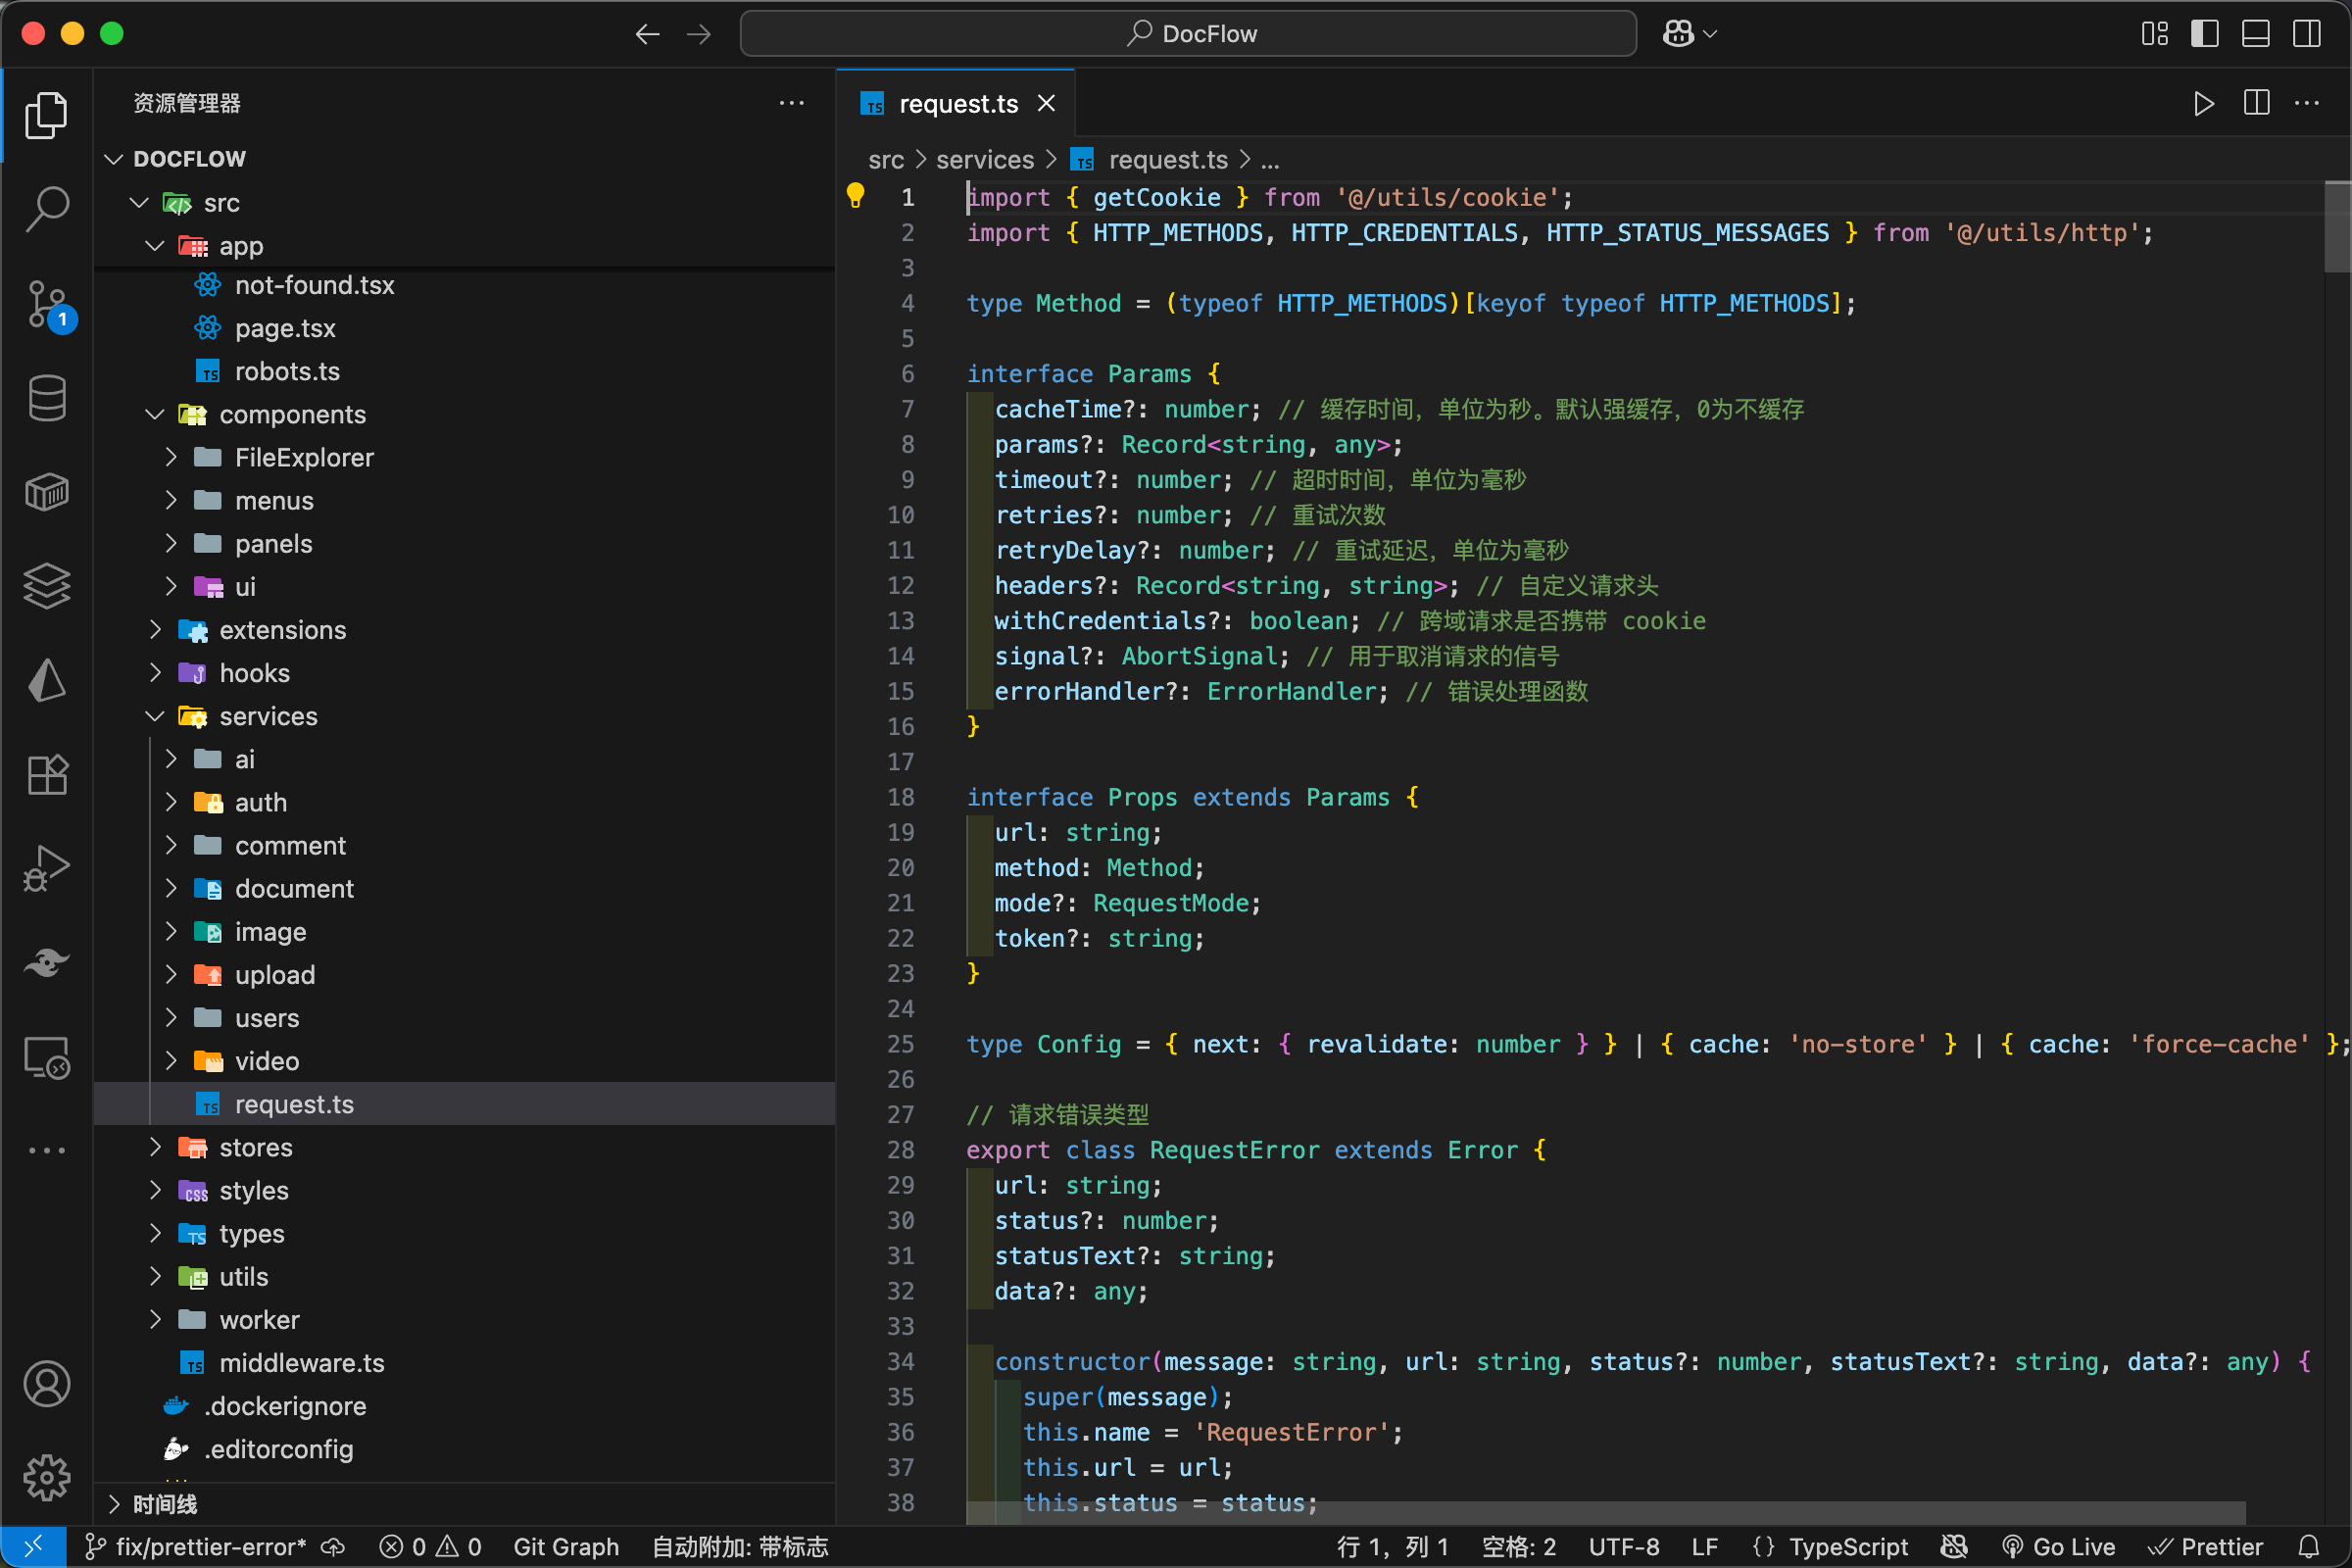 DocFlow
资源管理器
DOCFLOW
src
app
not-found.tsx
page.tsx
robots.ts
components
FileExplorer
menus
panels
ui
extensions
hooks
services
ai
auth
comment
document
image
upload
users
video
request.ts
stores
styles
types
utils
worker
middleware.ts
.dockerignore
.editorconfig
时间线
1
request.ts
src > services > request.ts > ...
1 import { getCookie } from '@/utils/cookie';
2 import { HTTP_METHODS, HTTP_CREDENTIALS, HTTP_STATUS_MESSAGES } from '@/utils/http';
3
4 type Method = (typeof HTTP_METHODS)[keyof typeof HTTP_METHODS];
5
6 interface Params {
7 cacheTime?: number; // 缓存时间，单位为秒。默认强缓存，0为不缓存
8 params?: Record<string, any>;
9 timeout?: number; // 超时时间，单位为毫秒
10 retries?: number; // 重试次数
11 retryDelay?: number; // 重试延迟，单位为毫秒
12 headers?: Record<string, string>; // 自定义请求头
13 withCredentials?: boolean; // 跨域请求是否携带 cookie
14 signal?: AbortSignal; // 用于取消请求的信号
15 errorHandler?: ErrorHandler; // 错误处理函数
16 }
17
18 interface Props extends Params {
19 url: string;
20 method: Method;
21 mode?: RequestMode;
22 token?: string;
23 }
24
25 type Config = { next: { revalidate: number } } | { cache: 'no-store' } | { cache: 'force-cache' };
26
27 // 请求错误类型
28 export class RequestError extends Error {
29 url: string;
30 status?: number;
31 statusText?: string;
32 data?: any;
33
34 constructor(message: string, url: string, status?: number, statusText?: string, data?: any) {
35 super(message);
36 this.name = 'RequestError';
37 this.url = url;
38 this.status = status;
fix/prettier-error* 0 0 Git Graph 自动附加: 带标志 行 1，列 1 空格: 2 UTF-8 LF {} TypeScript Go Live Prettier